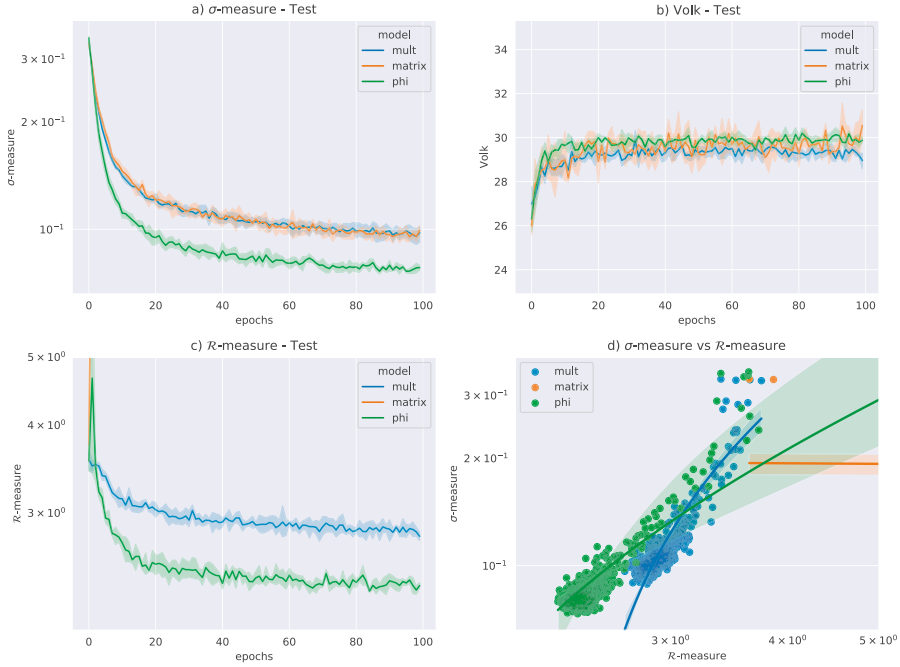 a) σ-measure - Test
σ-measure
3 × 10⁻¹
2 × 10⁻¹
10⁻¹
model
mult
matrix
phi
0 20 40 60 80 100
epochs
b) Volk - Test
Volk
34
32
30
28
26
24
model
mult
matrix
phi
0 20 40 60 80 100
epochs
c) ℛ-measure - Test
ℛ-measure
5 × 10⁰
4 × 10⁰
3 × 10⁰
model
mult
matrix
phi
0 20 40 60 80 100
epochs
d) σ-measure vs ℛ-measure
σ-measure
3 × 10⁻¹
2 × 10⁻¹
10⁻¹
mult
matrix
phi
3 × 10⁰ 4 × 10⁰ 5 × 10⁰
ℛ-measure